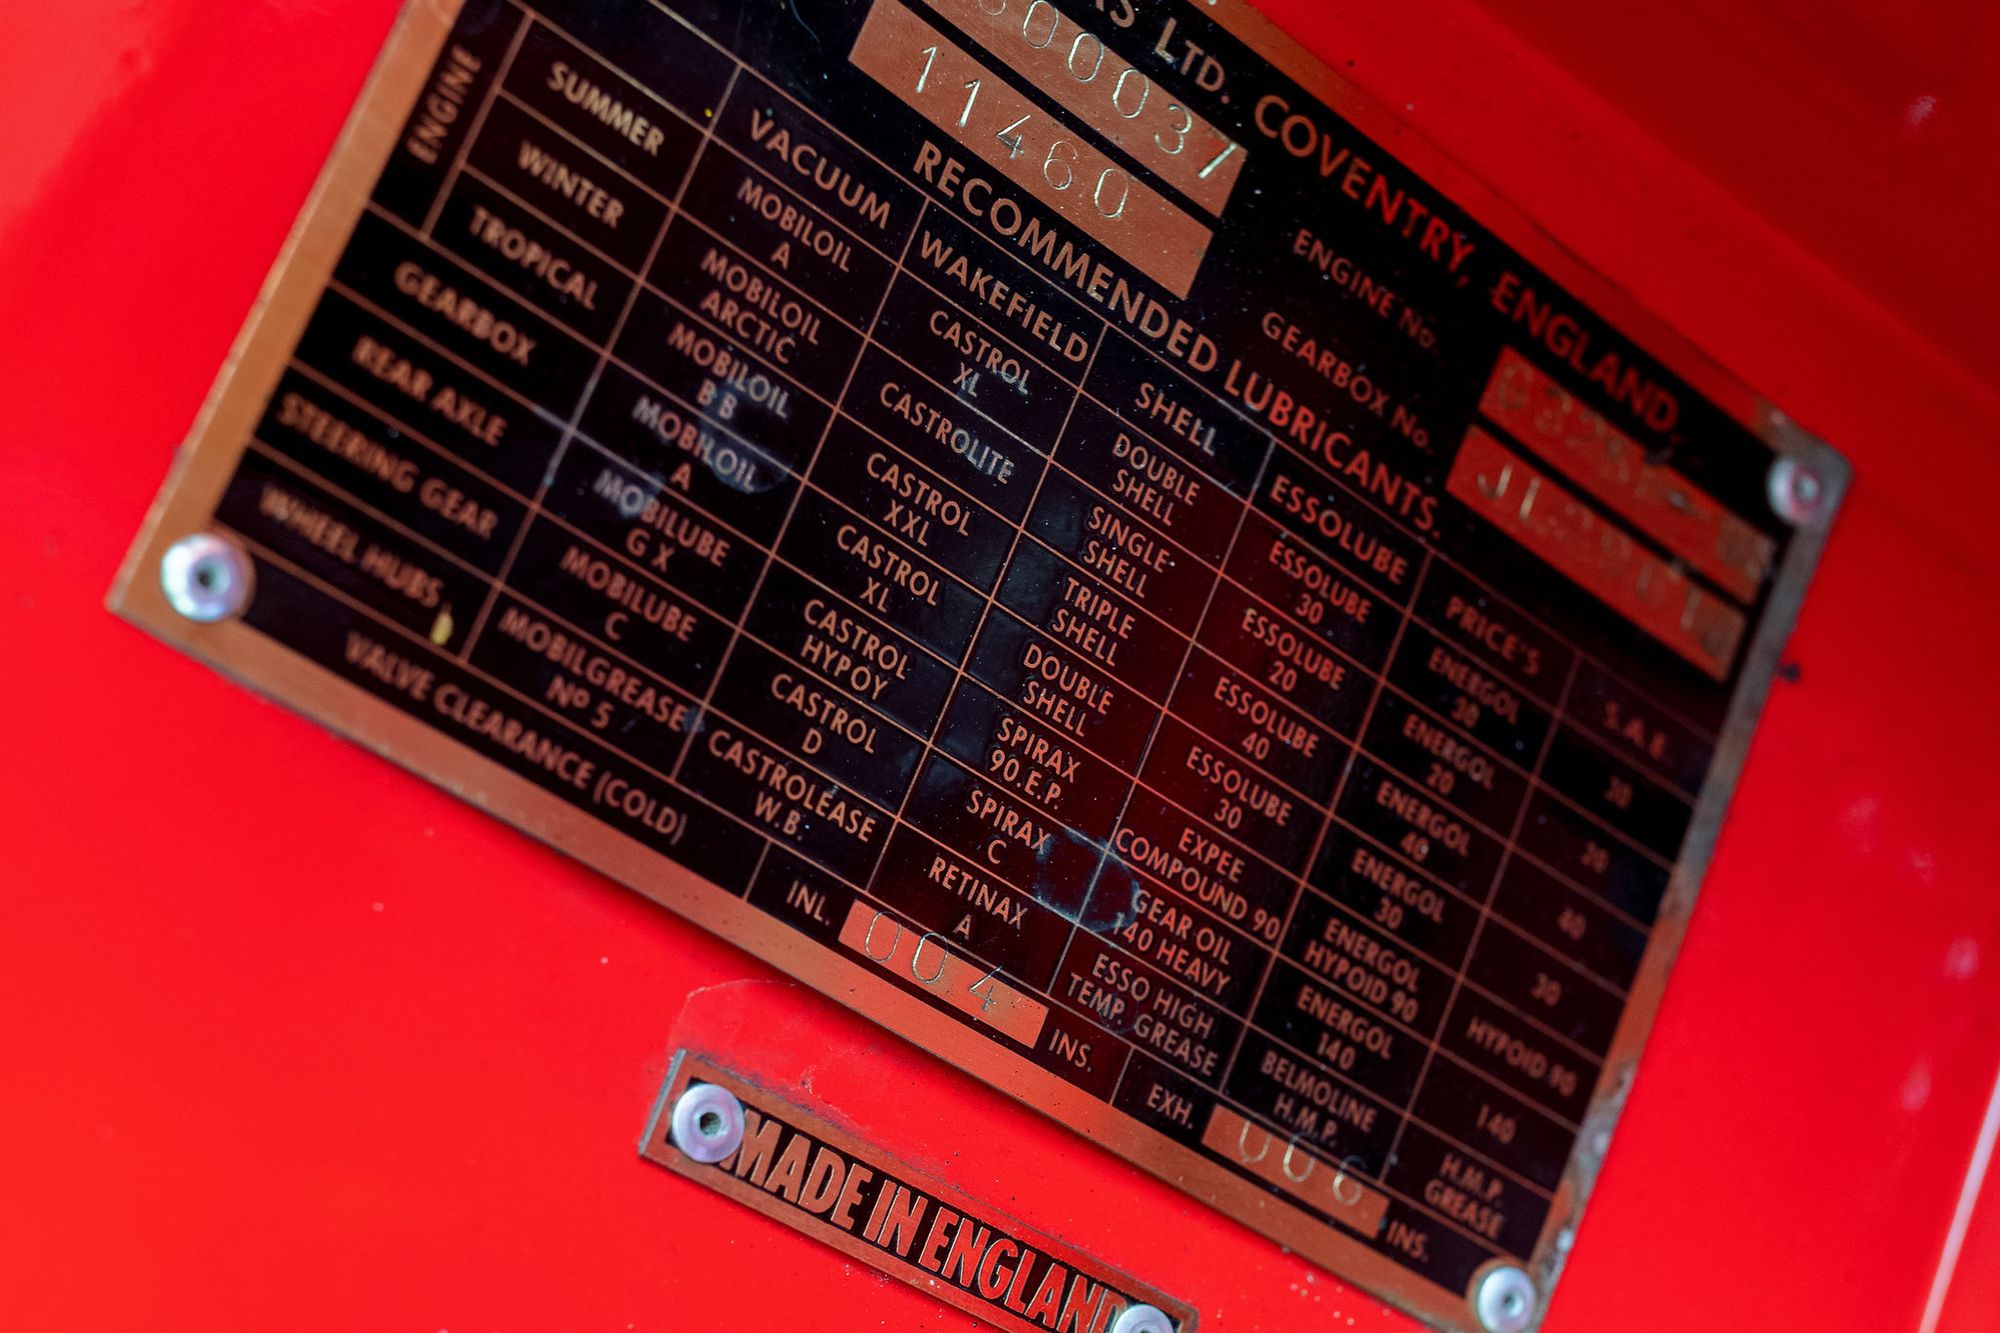 LTD. COVENTRY, ENGLAND.
0037 ENGINE No.
11460 GEARBOX No. JL
RECOMMENDED LUBRICANTS.
VACUUM WAKEFIELD SHELL ESSOLUBE PRICE'S S.A.E.
ENGINE
SUMMER MOBILOIL A CASTROL XL DOUBLE SHELL ESSOLUBE 30 ENERGOL 30 30
WINTER MOBILOIL ARCTIC CASTROLITE SINGLE SHELL ESSOLUBE 20 ENERGOL 20 20
TROPICAL MOBILOIL BB CASTROL XXL TRIPLE SHELL ESSOLUBE 40 ENERGOL 40 40
GEARBOX MOBILOIL A CASTROL XL DOUBLE SHELL ESSOLUBE 30 ENERGOL 30 30
REAR AXLE MOBILUBE GX CASTROL HYPOY SPIRAX 90.E.P. EXPEE COMPOUND 90 ENERGOL HYPOID 90 HYPOID 90
STEERING GEAR MOBILUBE C CASTROL D SPIRAX C GEAR OIL 140 HEAVY ENERGOL 140 140
WHEEL HUBS MOBILGREASE Nº 5 CASTROLEASE W.B. RETINAX A ESSO HIGH TEMP. GREASE BELMOLINE H.M.P. H.M.P. GREASE
VALVE CLEARANCE (COLD) INL. 004 INS. EXH. 006 INS.
MADE IN ENGLAND